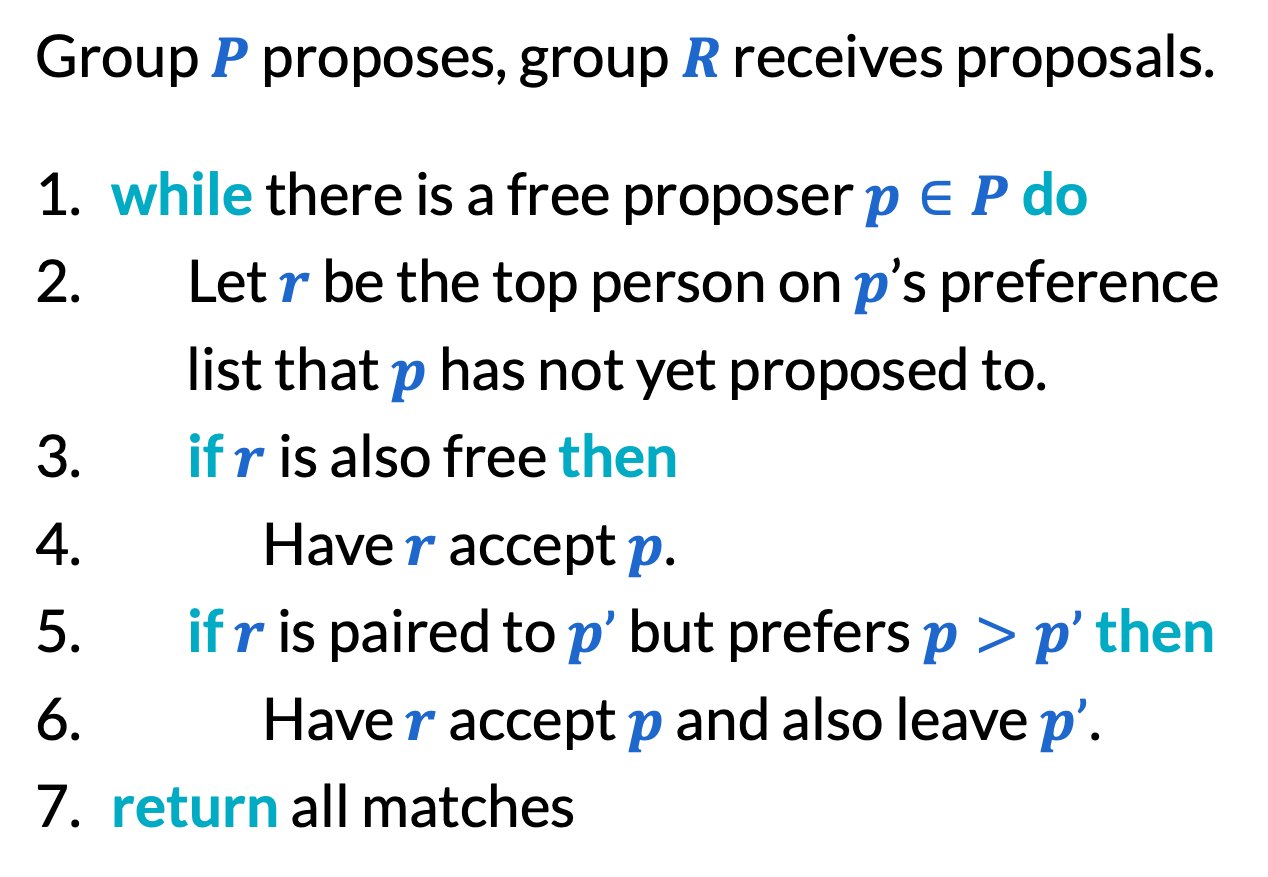 Group P proposes, group R receives proposals.
1. while there is a free proposer p ∈ P do
2. Let r be the top person on p’s preference
list that p has not yet proposed to.
3. if r is also free then
4. Have r accept p.
5. if r is paired to p’ but prefers p > p’ then
6. Have r accept p and also leave p’.
7. return all matches